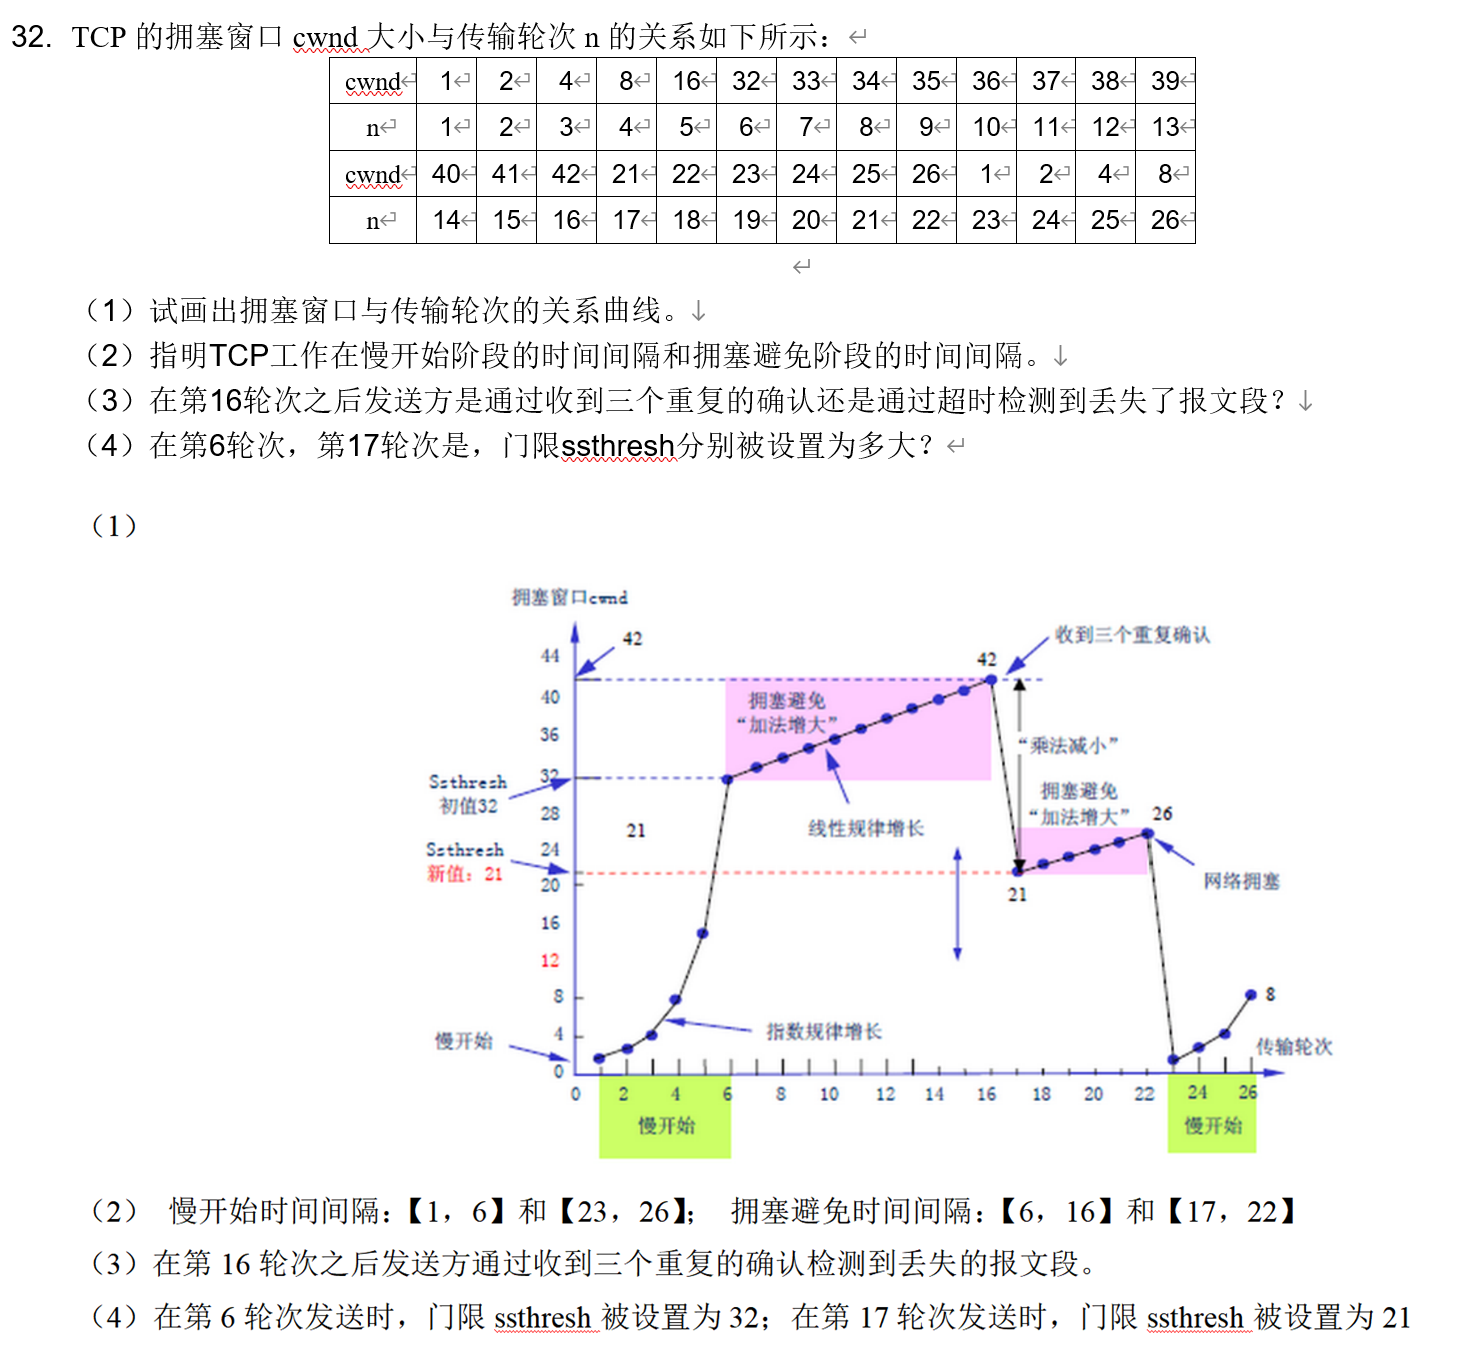 32. TCP 的拥塞窗口 cwnd 大小与传输轮次 n 的关系如下所示：
cwnd 1 2 4 8 16 32 33 34 35 36 37 38 39
n 1 2 3 4 5 6 7 8 9 10 11 12 13
cwnd 40 41 42 21 22 23 24 25 26 1 2 4 8
n 14 15 16 17 18 19 20 21 22 23 24 25 26
（1）试画出拥塞窗口与传输轮次的关系曲线。
（2）指明TCP工作在慢开始阶段的时间间隔和拥塞避免阶段的时间间隔。
（3）在第16轮次之后发送方是通过收到三个重复的确认还是通过超时检测到丢失了报文段？
（4）在第6轮次，第17轮次是，门限ssthresh分别被设置为多大？
（1）
拥塞窗口cwnd
42
收到三个重复确认
44
42
40
拥塞避免
“加法增大”
36
“乘法减小”
32
Ssthresh
初值32
拥塞避免
“加法增大”
26
28
21
线性规律增长
24
Ssthresh
新值：21
20
21
网络拥塞
16
12
8
8
4
慢开始
指数规律增长
传输轮次
0
0 2 4 6 8 10 12 14 16 18 20 22 24 26
慢开始
慢开始
（2） 慢开始时间间隔：【1，6】和【23，26】； 拥塞避免时间间隔：【6，16】和【17，22】
（3）在第 16 轮次之后发送方通过收到三个重复的确认检测到丢失的报文段。
（4）在第 6 轮次发送时，门限 ssthresh 被设置为 32；在第 17 轮次发送时，门限 ssthresh 被设置为 21